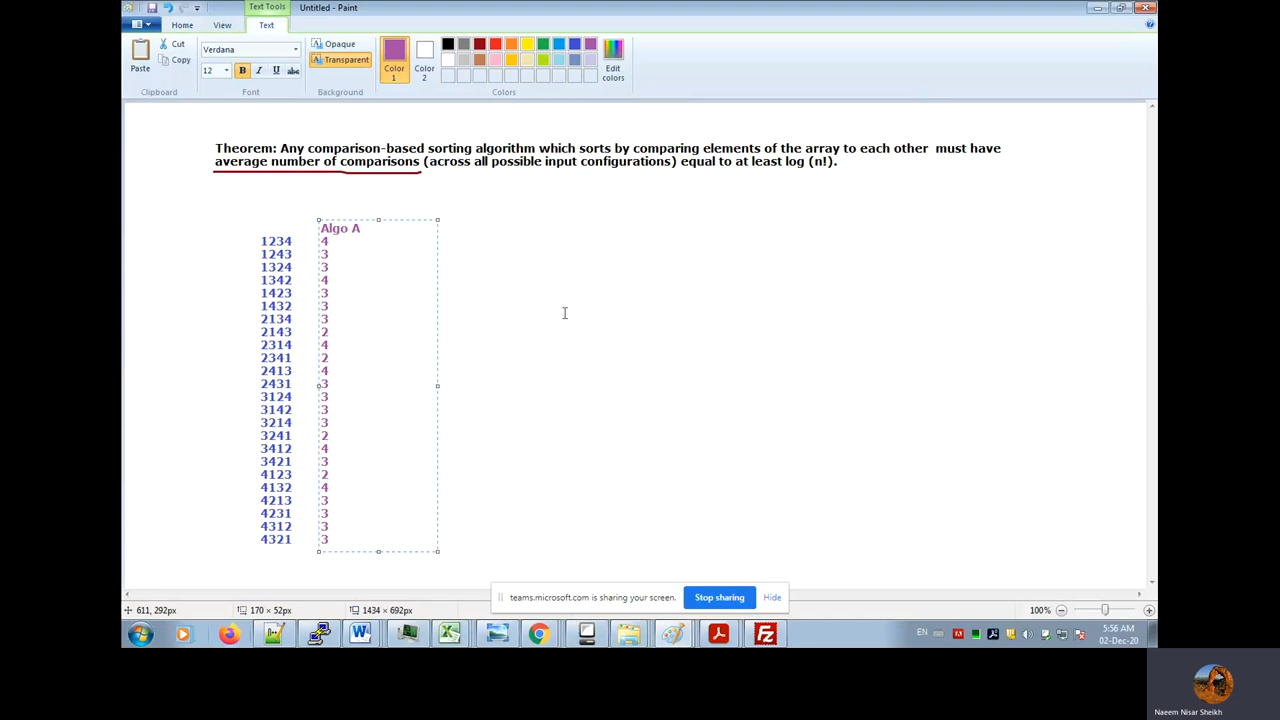 Text Tools
Untitled - Paint
Home View Text
Cut
Copy
Paste
Clipboard
Verdana
12 B I U abc
Font
Opaque
Transparent
Background
Color 1
Color 2
Edit colors
Colors
Theorem: Any comparison-based sorting algorithm which sorts by comparing elements of the array to each other must have
average number of comparisons (across all possible input configurations) equal to at least log (n!).
Algo A
1234 4
1243 3
1324 3
1342 4
1423 3
1432 3
2134 3
2143 2
2314 4
2341 2
2413 4
2431 3
3124 3
3142 3
3214 3
3241 2
3412 4
3421 3
4123 2
4132 4
4213 3
4231 3
4312 3
4321 3
teams.microsoft.com is sharing your screen. Stop sharing Hide
611, 292px 170 × 52px 1434 × 692px 100%
EN 5:56 AM
02-Dec-20
Naeem Nisar Sheikh